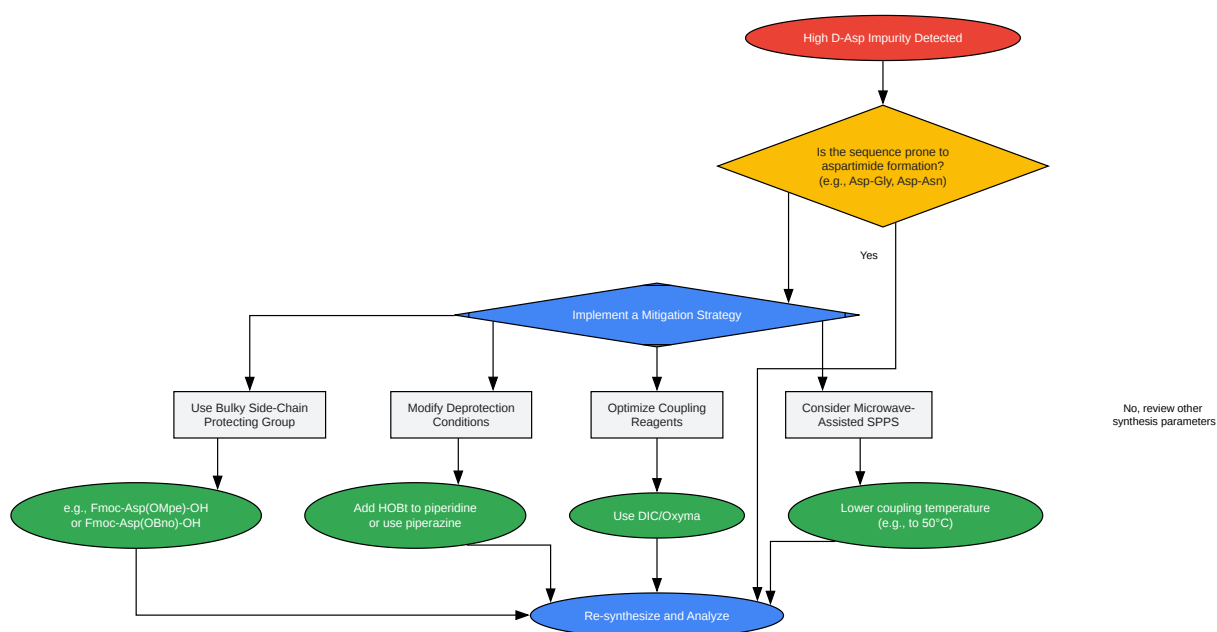 High D-Asp Impurity Detected
Is the sequence prone to
aspartimide formation?
(e.g., Asp-Gly, Asp-Asn)
Yes
Implement a Mitigation Strategy
Use Bulky Side-Chain
Protecting Group
Modify Deprotection
Conditions
Optimize Coupling
Reagents
Consider Microwave-
Assisted SPPS
No, review other
synthesis parameters
e.g., Fmoc-Asp(OMpe)-OH
or Fmoc-Asp(OBno)-OH
Add HOBt to piperidine
or use piperazine
Use DIC/Oxyma
Lower coupling temperature
(e.g., to 50°C)
Re-synthesize and Analyze